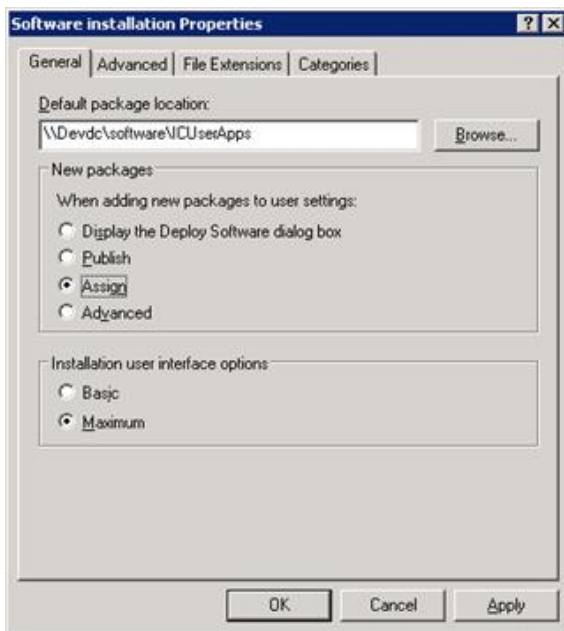 Software installation Properties
General Advanced File Extensions Categories
Default package location:
\\Devdc\software\ICUserApps Browse...
New packages
When adding new packages to user settings:
Display the Deploy Software dialog box
Publish
Assign
Advanced
Installation user interface options
Basic
Maximum
OK Cancel Apply